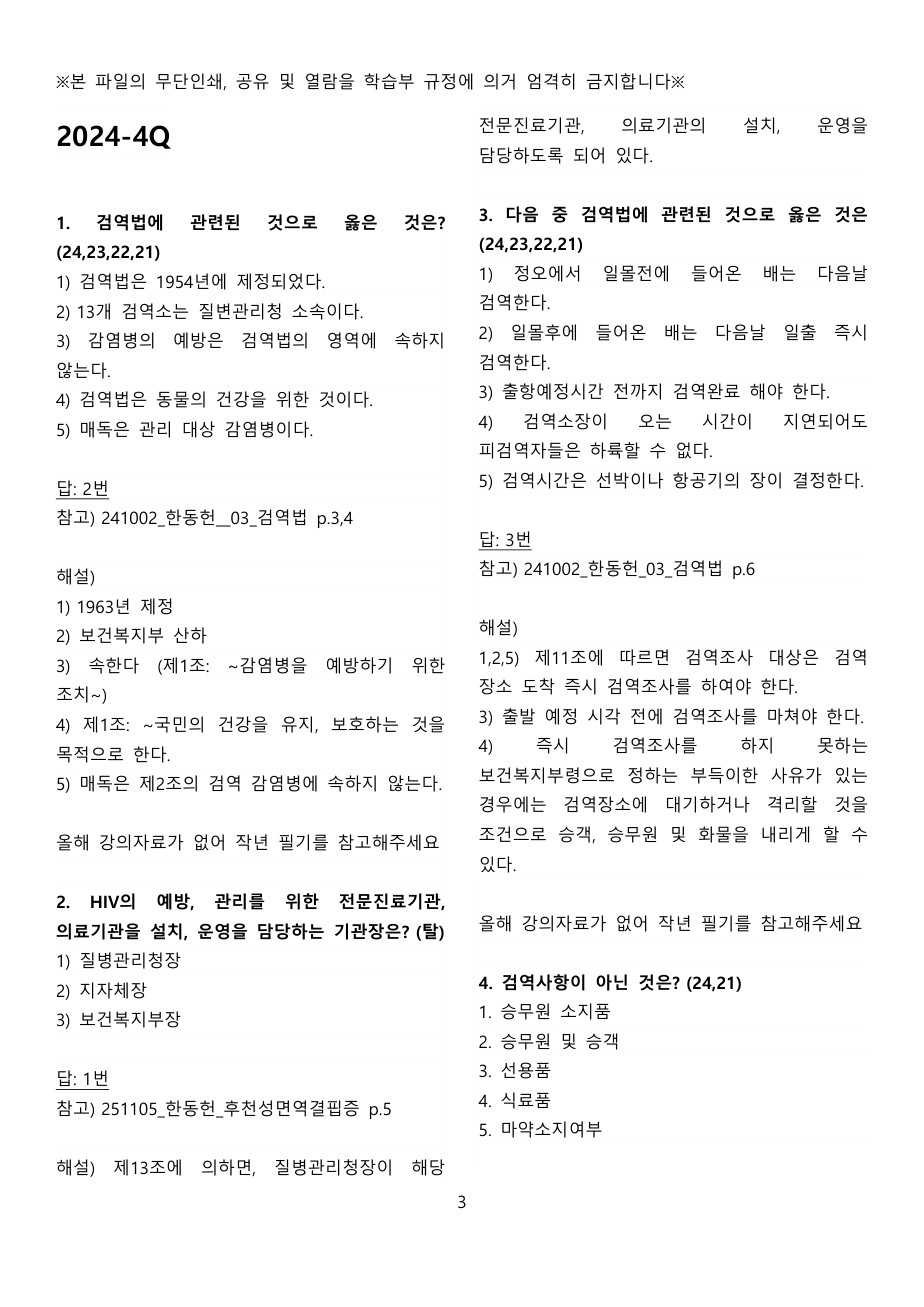 ※본 파일의 무단인쇄, 공유 및 열람을 학습부 규정에 의거 엄격히 금지합니다※
2024-4Q
1. 검역법에 관련된 것으로 옳은 것은?
(24,23,22,21)
1) 검역법은 1954년에 제정되었다.
2) 13개 검역소는 질변관리청 소속이다.
3) 감염병의 예방은 검역법의 영역에 속하지
않는다.
4) 검역법은 동물의 건강을 위한 것이다.
5) 매독은 관리 대상 감염병이다.
답: 2번
참고) 241002_한동헌__03_검역법 p.3,4
해설)
1) 1963년 제정
2) 보건복지부 산하
3) 속한다 (제1조: ~감염병을 예방하기 위한
조치~)
4) 제1조: ~국민의 건강을 유지, 보호하는 것을
목적으로 한다.
5) 매독은 제2조의 검역 감염병에 속하지 않는다.
올해 강의자료가 없어 작년 필기를 참고해주세요
2. HIV의 예방, 관리를 위한 전문진료기관,
의료기관을 설치, 운영을 담당하는 기관장은? (탈)
1) 질병관리청장
2) 지자체장
3) 보건복지부장
답: 1번
참고) 251105_한동헌_후천성면역결핍증 p.5
해설) 제13조에 의하면, 질병관리청장이 해당
전문진료기관, 의료기관의 설치, 운영을
담당하도록 되어 있다.
3. 다음 중 검역법에 관련된 것으로 옳은 것은
(24,23,22,21)
1) 정오에서 일몰전에 들어온 배는 다음날
검역한다.
2) 일몰후에 들어온 배는 다음날 일출 즉시
검역한다.
3) 출항예정시간 전까지 검역완료 해야 한다.
4) 검역소장이 오는 시간이 지연되어도
피검역자들은 하륙할 수 없다.
5) 검역시간은 선박이나 항공기의 장이 결정한다.
답: 3번
참고) 241002_한동헌_03_검역법 p.6
해설)
1,2,5) 제11조에 따르면 검역조사 대상은 검역
장소 도착 즉시 검역조사를 하여야 한다.
3) 출발 예정 시각 전에 검역조사를 마쳐야 한다.
4) 즉시 검역조사를 하지 못하는
보건복지부령으로 정하는 부득이한 사유가 있는
경우에는 검역장소에 대기하거나 격리할 것을
조건으로 승객, 승무원 및 화물을 내리게 할 수
있다.
올해 강의자료가 없어 작년 필기를 참고해주세요
4. 검역사항이 아닌 것은? (24,21)
1. 승무원 소지품
2. 승무원 및 승객
3. 선용품
4. 식료품
5. 마약소지여부
3